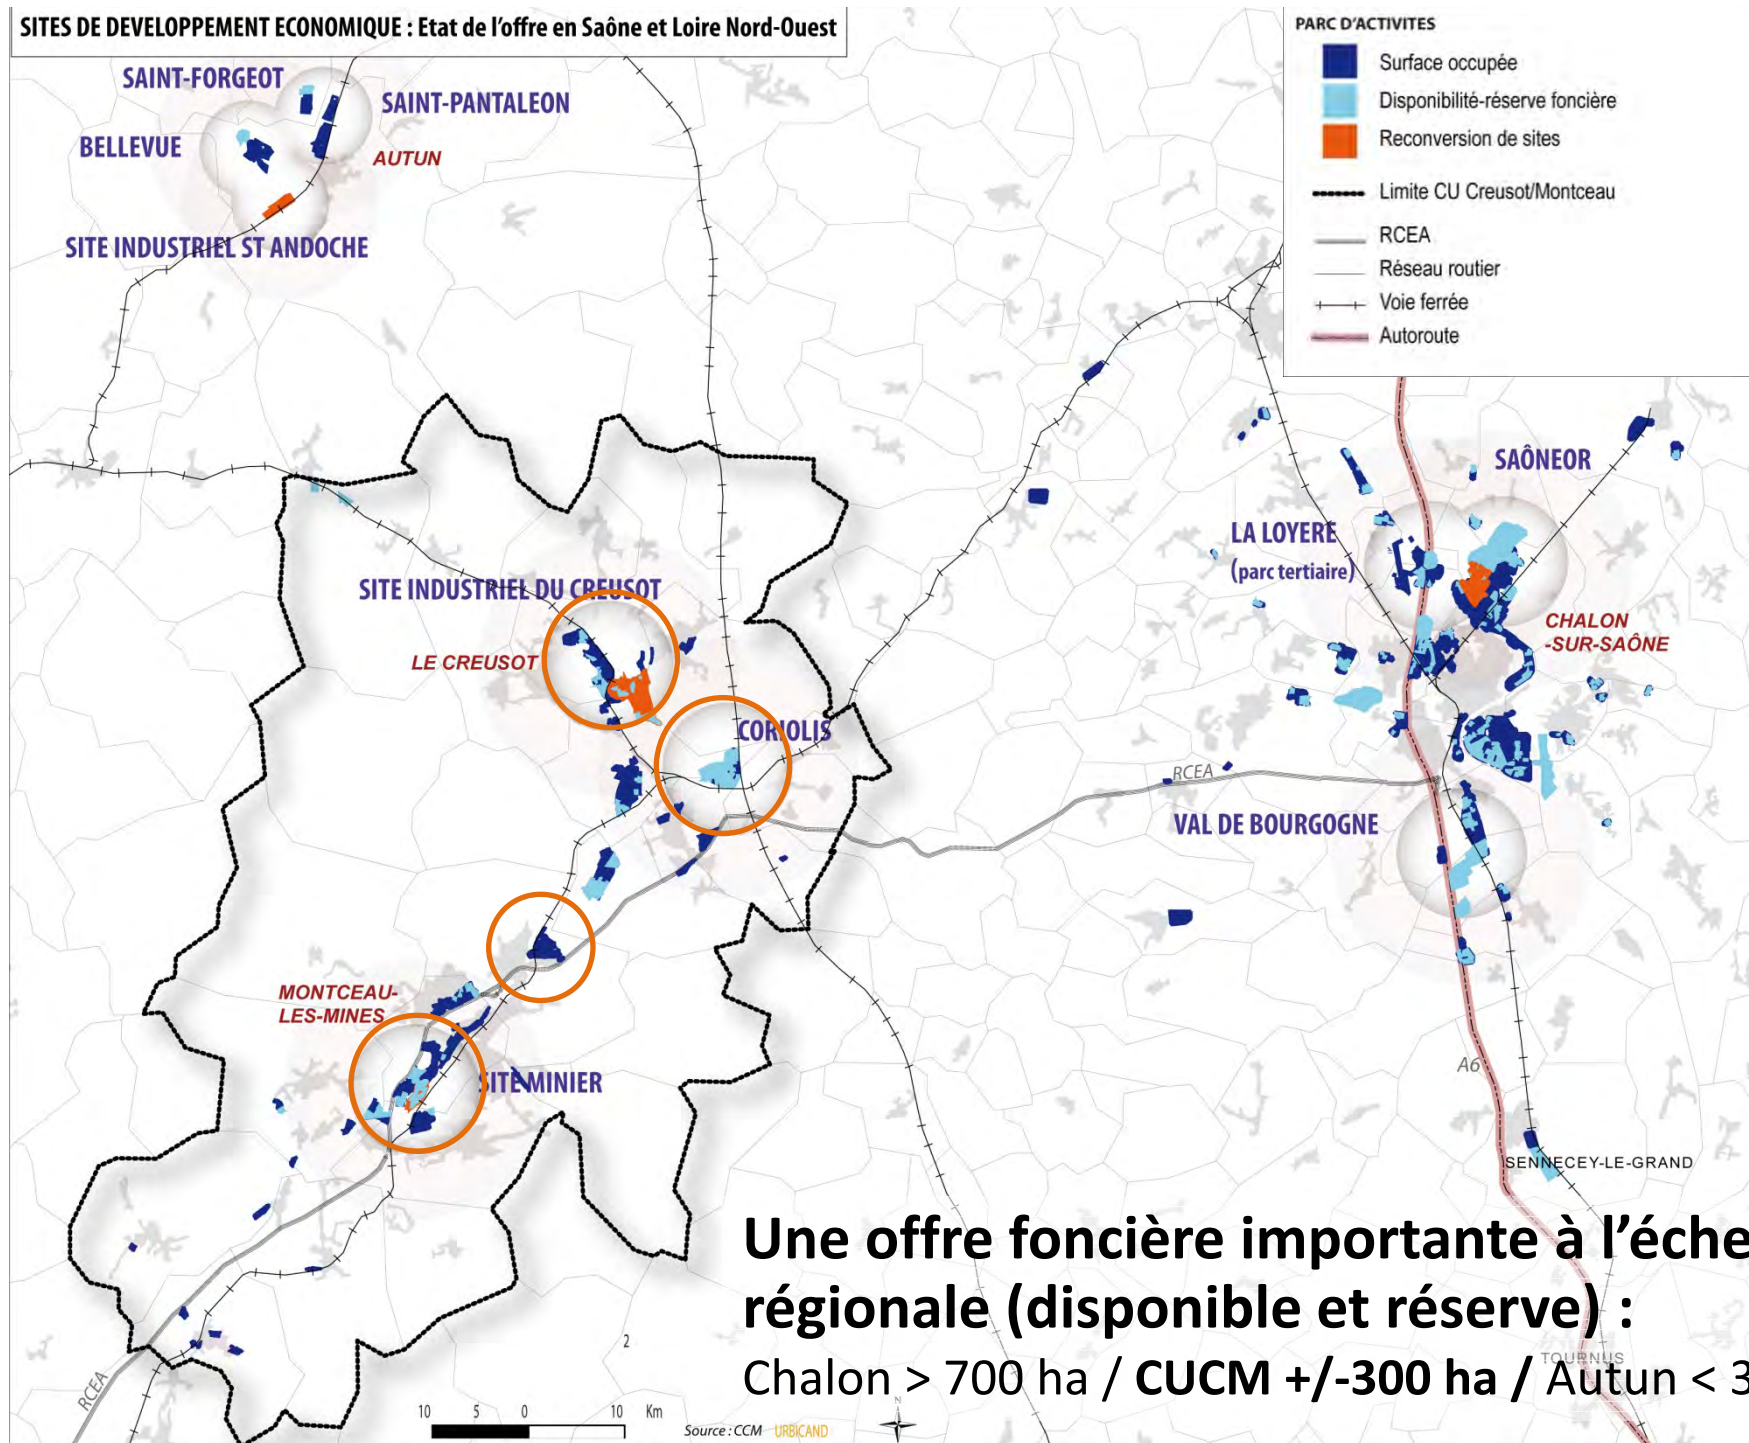 SITES DE DEVELOPPEMENT ECONOMIQUE : Etat de l'offre en Saône et Loire Nord-Ouest
PARC D'ACTIVITES
Surface occupée
Disponibilité-réserve foncière
Reconversion de sites
Limite CU Creusot/Montceau
RCEA
Réseau routier
Voie ferrée
Autoroute
SAINT-FORGEOT
SAINT-PANTALEON
BELLEVUE
AUTUN
SITE INDUSTRIEL ST ANDOCHE
SAÔNEOR
LA LOYERE
(parc tertiaire)
SITE INDUSTRIEL DU CREUSOT
CHALON
-SUR-SAÔNE
LE CREUSOT
CORIOLIS
RCEA
VAL DE BOURGOGNE
MONTCEAU-
LES-MINES
SITE MINIER
A6
SENNECEY-LE-GRAND
Une offre foncière importante à l'éche
régionale (disponible et réserve) :
2
TOURNUS
Chalon > 700 ha / CUCM +/-300 ha / Autun < 3
RCEA
10 5 0 10 Km
Source : CCM URBICAND
N